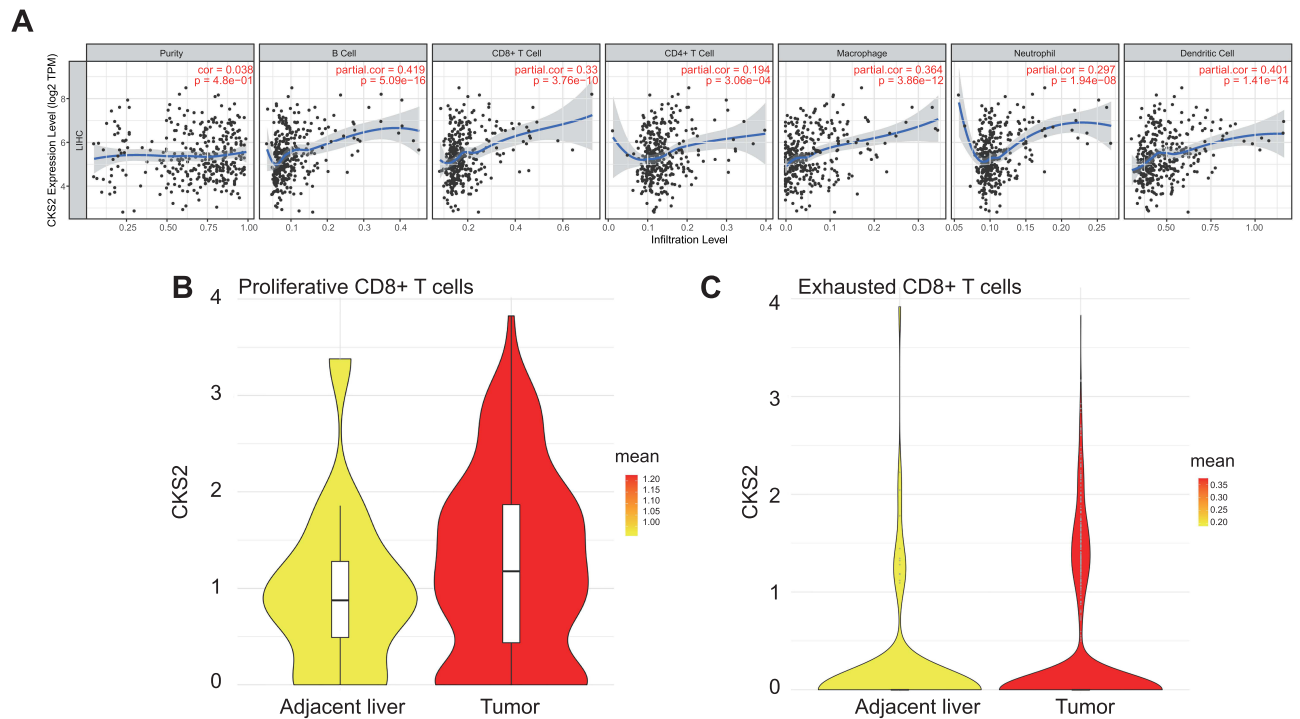 A
Purity
B Cell
CD8+ T Cell
CD4+ T Cell
Macrophage
Neutrophil
Dendritic Cell
cor = 0.038
p = 4.8e−01
partial.cor = 0.419
p = 5.09e−16
partial.cor = 0.33
p = 3.76e−10
partial.cor = 0.194
p = 3.06e−04
partial.cor = 0.364
p = 3.86e−12
partial.cor = 0.297
p = 1.94e−08
partial.cor = 0.401
p = 1.41e−14
CKS2 Expression Level (log2 TPM)
LIHC
8
6
4
0.25 0.50 0.75 1.00
0.1 0.2 0.3 0.4
0.0 0.2 0.4 0.6
0.0 0.1 0.2 0.3 0.4
0.0 0.1 0.2 0.3
0.05 0.10 0.15 0.20 0.25
0.50 0.75 1.00
Infiltration Level
B
Proliferative CD8+ T cells
CKS2
4
3
2
1
0
Adjacent liver
Tumor
mean
1.20
1.15
1.10
1.05
1.00
C
Exhausted CD8+ T cells
CKS2
4
3
2
1
0
Adjacent liver
Tumor
mean
0.35
0.30
0.25
0.20